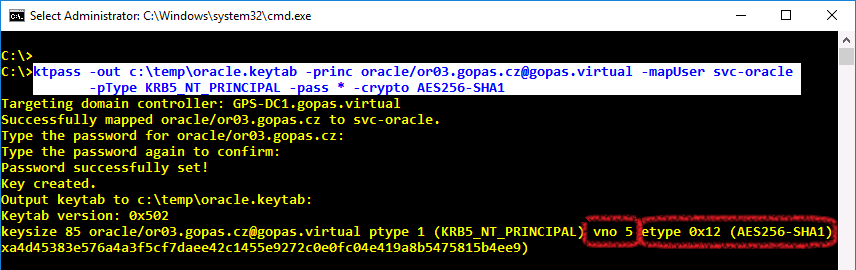 Select Administrator: C:\Windows\system32\cmd.exe
C:\>
C:\>ktpass -out c:\temp\oracle.keytab -princ oracle/or03.gopas.cz@gopas.virtual -mapUser svc-oracle
-pType KRB5_NT_PRINCIPAL -pass * -crypto AES256-SHA1
Targeting domain controller: GPS-DC1.gopas.virtual
Successfully mapped oracle/or03.gopas.cz to svc-oracle.
Type the password for oracle/or03.gopas.cz:
Type the password again to confirm:
Password successfully set!
Key created.
Output keytab to c:\temp\oracle.keytab:
Keytab version: 0x502
keysize 85 oracle/or03.gopas.cz@gopas.virtual ptype 1 (KRB5_NT_PRINCIPAL) vno 5 etype 0x12 (AES256-SHA1)
xa4d45383e576a4a3f5cf7daee42c1455e9272c0e0fc04e419a8b5475815b4ee9)